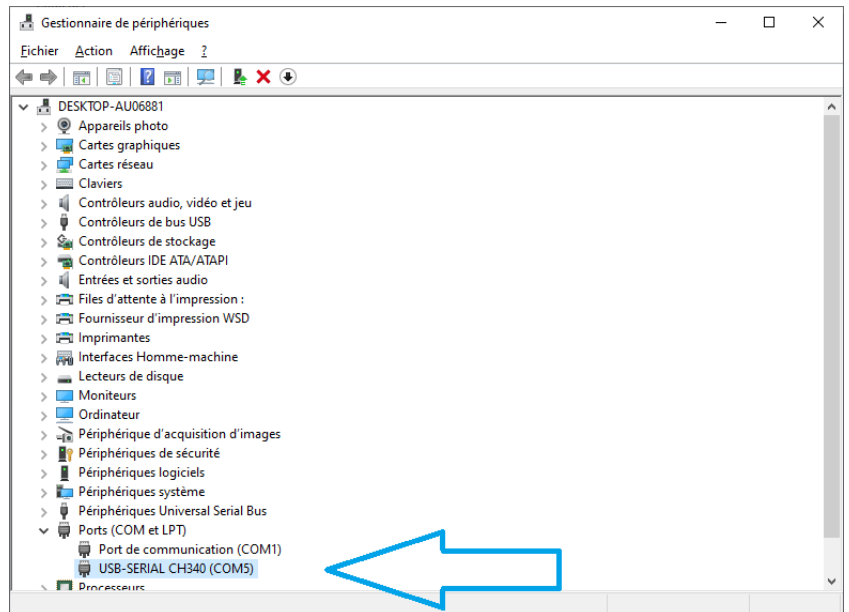 Gestionnaire de périphériques
Fichier Action Affichage ?
DESKTOP-AU06881
Appareils photo
Cartes graphiques
Cartes réseau
Claviers
Contrôleurs audio, vidéo et jeu
Contrôleurs de bus USB
Contrôleurs de stockage
Contrôleurs IDE ATA/ATAPI
Entrées et sorties audio
Files d'attente à l'impression :
Fournisseur d'impression WSD
Imprimantes
Interfaces Homme-machine
Lecteurs de disque
Moniteurs
Ordinateur
Périphérique d'acquisition d'images
Périphériques de sécurité
Périphériques logiciels
Périphériques système
Périphériques Universal Serial Bus
Ports (COM et LPT)
Port de communication (COM1)
USB-SERIAL CH340 (COM5)
Processeurs